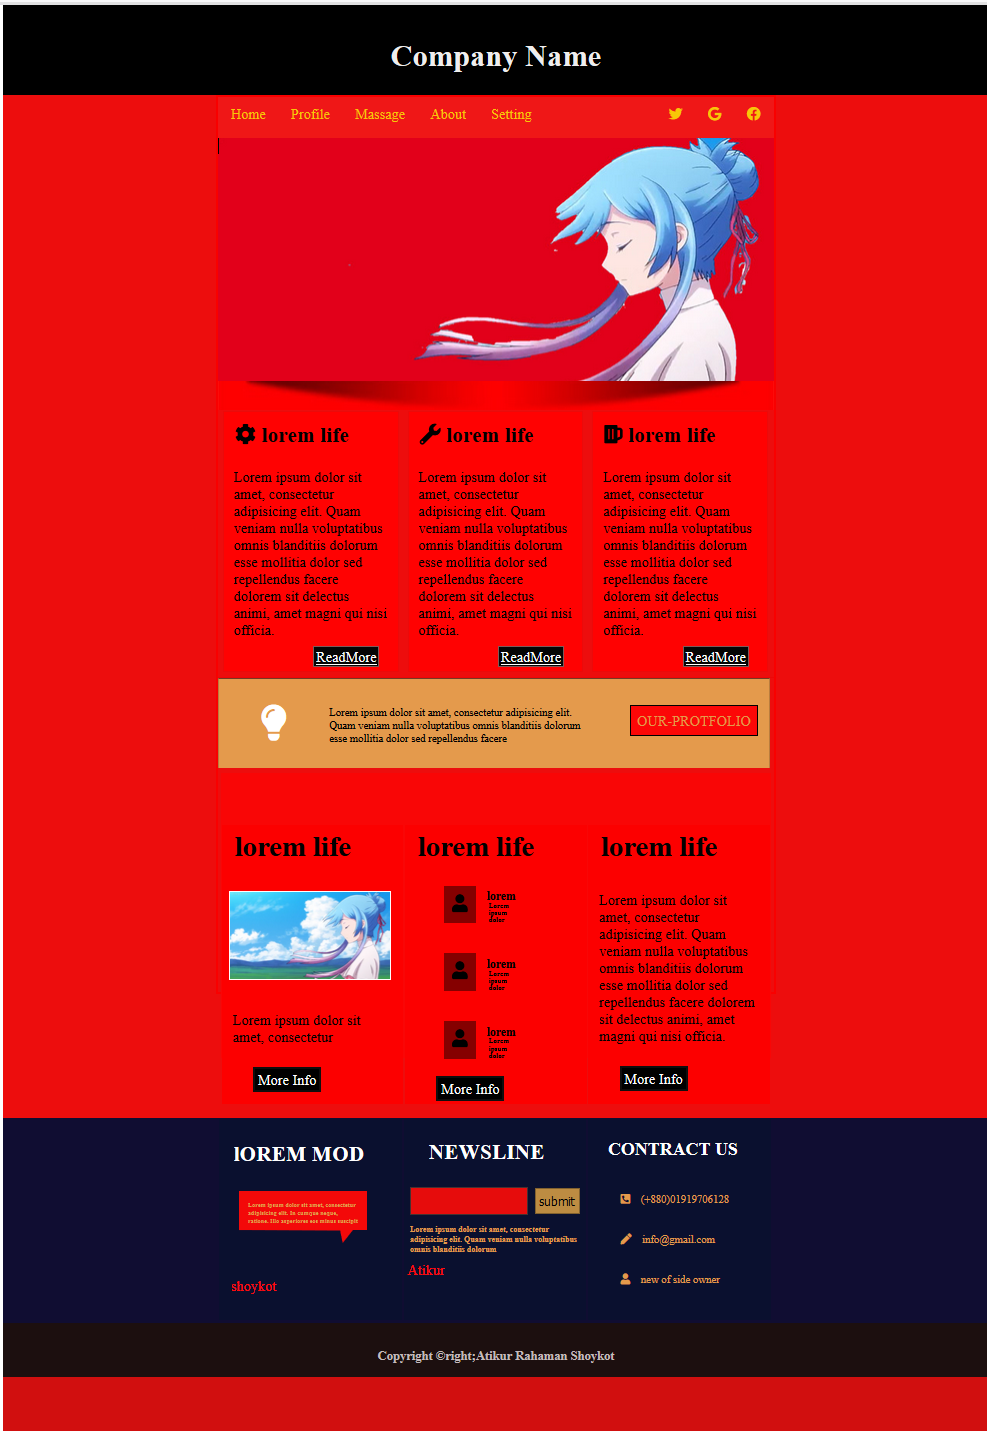 Company Name
Home Profile Massage About Setting
lorem life
Lorem ipsum dolor sit
amet, consectetur
adipisicing elit. Quam
veniam nulla voluptatibus
omnis blanditiis dolorum
esse mollitia dolor sed
repellendus facere
dolorem sit delectus
animi, amet magni qui nisi
officia.
ReadMore
lorem life
Lorem ipsum dolor sit
amet, consectetur
adipisicing elit. Quam
veniam nulla voluptatibus
omnis blanditiis dolorum
esse mollitia dolor sed
repellendus facere
dolorem sit delectus
animi, amet magni qui nisi
officia.
ReadMore
lorem life
Lorem ipsum dolor sit
amet, consectetur
adipisicing elit. Quam
veniam nulla voluptatibus
omnis blanditiis dolorum
esse mollitia dolor sed
repellendus facere
dolorem sit delectus
animi, amet magni qui nisi
officia.
ReadMore
Lorem ipsum dolor sit amet, consectetur adipisicing elit.
Quam veniam nulla voluptatibus omnis blanditiis dolorum
esse mollitia dolor sed repellendus facere
OUR-PROTFOLIO
lorem life
Lorem ipsum dolor sit
amet, consectetur
More Info
lorem life
lorem
Lorem
ipsum
dolor
lorem
Lorem
ipsum
dolor
lorem
Lorem
ipsum
dolor
More Info
lorem life
Lorem ipsum dolor sit
amet, consectetur
adipisicing elit. Quam
veniam nulla voluptatibus
omnis blanditiis dolorum
esse mollitia dolor sed
repellendus facere dolorem
sit delectus animi, amet
magni qui nisi officia.
More Info
lOREM MOD
Lorem ipsum dolor sit amet, consectetur
adipisicing elit. In cumque neque,
ratione. Illo asperiores eos minus suscipit
shoykot
NEWSLINE
submit
Lorem ipsum dolor sit amet, consectetur
adipisicing elit. Quam veniam nulla voluptatibus
omnis blanditiis dolorum
Atikur
CONTRACT US
(+880)01919706128
info@gmail.com
new of side owner
Copyright ©right;Atikur Rahaman Shoykot